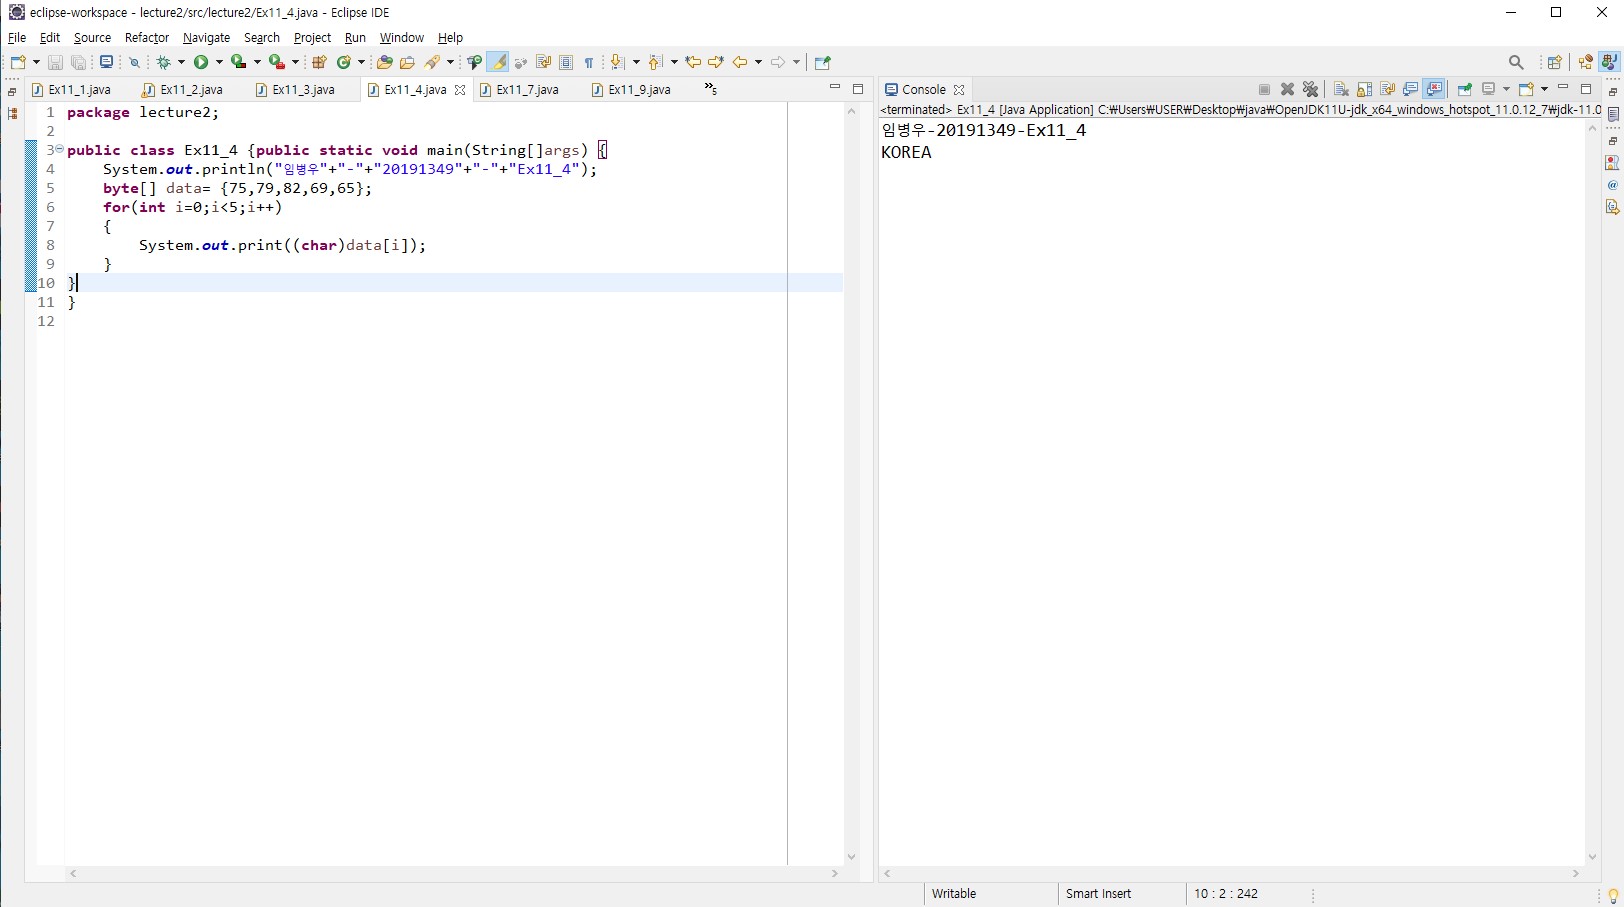 eclipse-workspace - lecture2/src/lecture2/Ex11_4.java - Eclipse IDE
File Edit Source Refactor Navigate Search Project Run Window Help
Ex11_1.java Ex11_2.java Ex11_3.java Ex11_4.java Ex11_7.java Ex11_9.java »5
1 package lecture2;
2
3 public class Ex11_4 {public static void main(String[]args) {
4 System.out.println("임병우"+"-"+"20191349"+"-"+"Ex11_4");
5 byte[] data= {75,79,82,69,65};
6 for(int i=0;i<5;i++)
7 {
8 System.out.print((char)data[i]);
9 }
10 }
11 }
12
Console
<terminated> Ex11_4 [Java Application] C:₩Users₩USER₩Desktop₩java₩OpenJDK11U-jdk_x64_windows_hotspot_11.0.12_7₩jdk-11.0
임병우-20191349-Ex11_4
KOREA
Writable Smart Insert 10 : 2 : 242